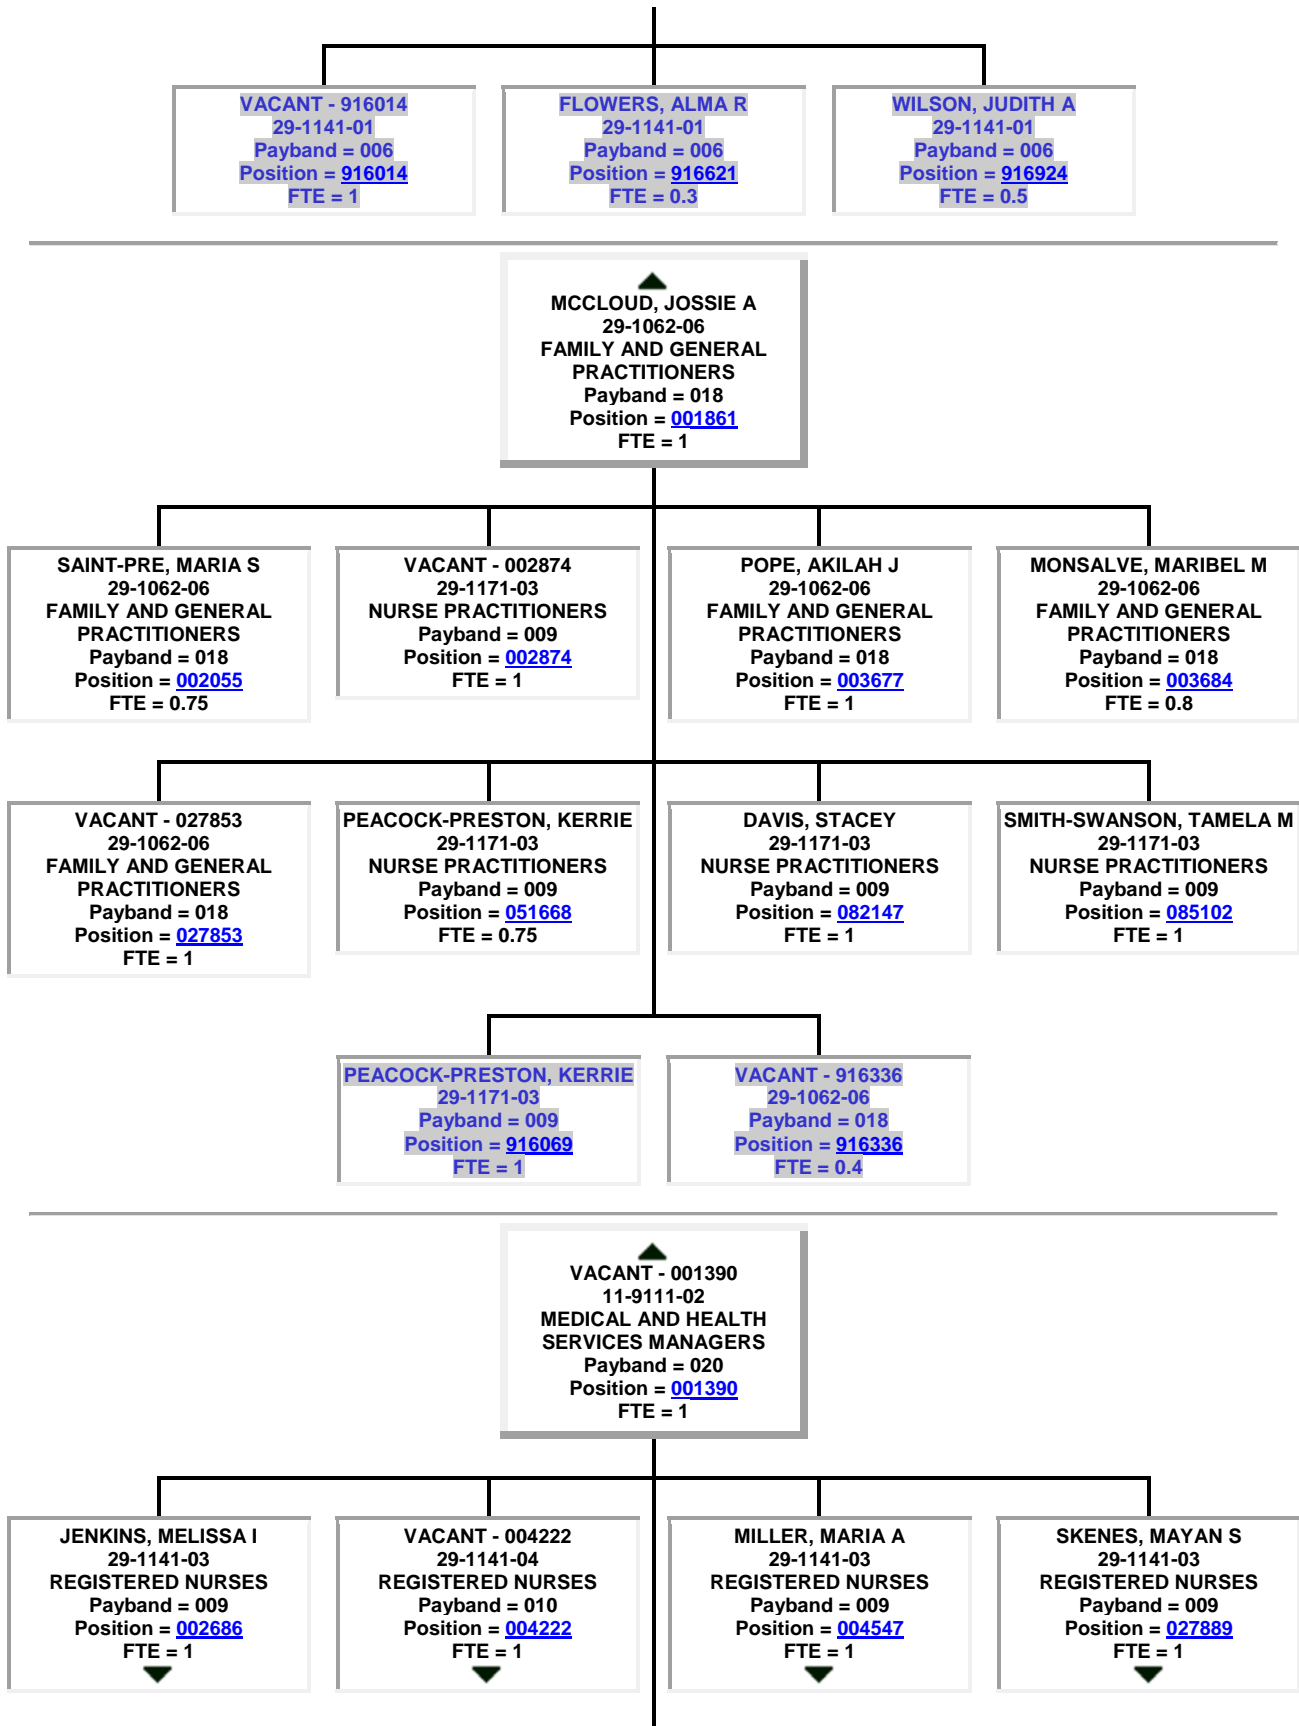 VACANT - 916014
29-1141-01
Payband = 006
Position = 916014
FTE = 1
FLOWERS, ALMA R
29-1141-01
Payband = 006
Position = 916621
FTE = 0.3
WILSON, JUDITH A
29-1141-01
Payband = 006
Position = 916924
FTE = 0.5
MCCLOUD, JOSSIE A
29-1062-06
FAMILY AND GENERAL
PRACTITIONERS
Payband = 018
Position = 001861
FTE = 1
SAINT-PRE, MARIA S
29-1062-06
FAMILY AND GENERAL
PRACTITIONERS
Payband = 018
Position = 002055
FTE = 0.75
VACANT - 002874
29-1171-03
NURSE PRACTITIONERS
Payband = 009
Position = 002874
FTE = 1
POPE, AKILAH J
29-1062-06
FAMILY AND GENERAL
PRACTITIONERS
Payband = 018
Position = 003677
FTE = 1
MONSALVE, MARIBEL M
29-1062-06
FAMILY AND GENERAL
PRACTITIONERS
Payband = 018
Position = 003684
FTE = 0.8
VACANT - 027853
29-1062-06
FAMILY AND GENERAL
PRACTITIONERS
Payband = 018
Position = 027853
FTE = 1
PEACOCK-PRESTON, KERRIE
29-1171-03
NURSE PRACTITIONERS
Payband = 009
Position = 051668
FTE = 0.75
DAVIS, STACEY
29-1171-03
NURSE PRACTITIONERS
Payband = 009
Position = 082147
FTE = 1
SMITH-SWANSON, TAMELA M
29-1171-03
NURSE PRACTITIONERS
Payband = 009
Position = 085102
FTE = 1
PEACOCK-PRESTON, KERRIE
29-1171-03
Payband = 009
Position = 916069
FTE = 1
VACANT - 916336
29-1062-06
Payband = 018
Position = 916336
FTE = 0.4
VACANT - 001390
11-9111-02
MEDICAL AND HEALTH
SERVICES MANAGERS
Payband = 020
Position = 001390
FTE = 1
JENKINS, MELISSA I
29-1141-03
REGISTERED NURSES
Payband = 009
Position = 002686
FTE = 1
VACANT - 004222
29-1141-04
REGISTERED NURSES
Payband = 010
Position = 004222
FTE = 1
MILLER, MARIA A
29-1141-03
REGISTERED NURSES
Payband = 009
Position = 004547
FTE = 1
SKENES, MAYAN S
29-1141-03
REGISTERED NURSES
Payband = 009
Position = 027889
FTE = 1